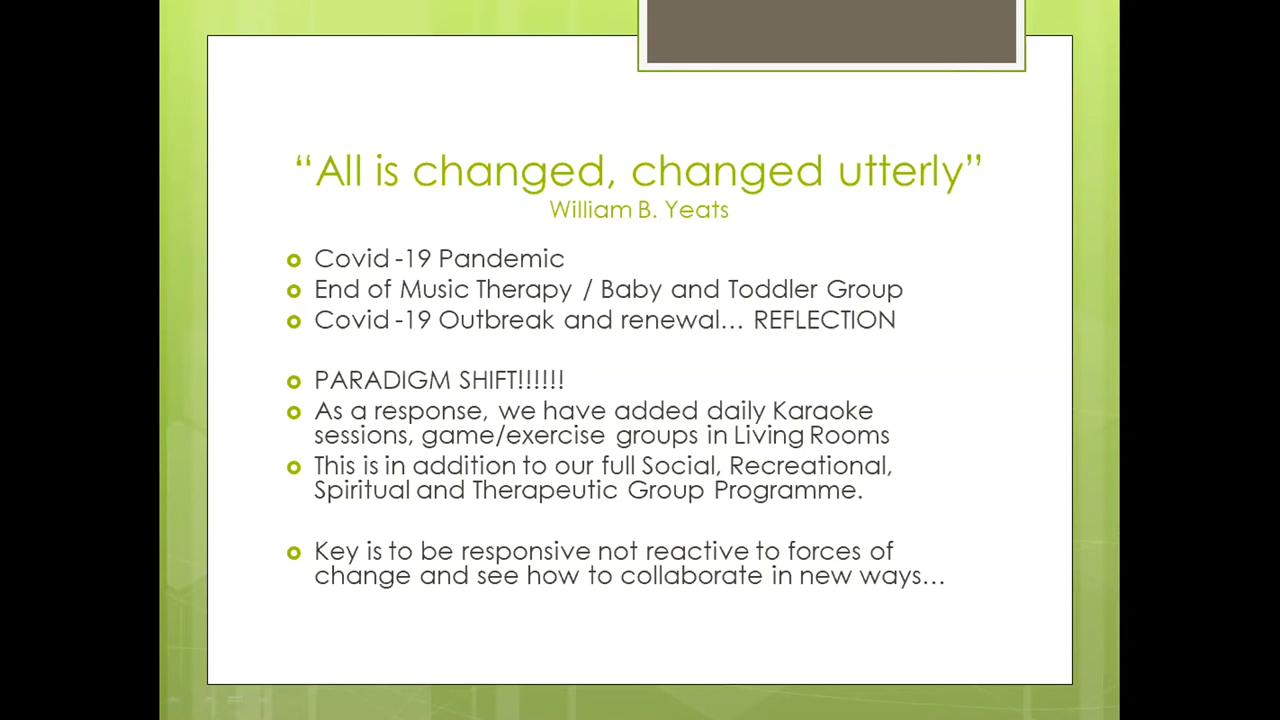 “All is changed, changed utterly”
William B. Yeats
Covid -19 Pandemic
End of Music Therapy / Baby and Toddler Group
Covid -19 Outbreak and renewal… REFLECTION
PARADIGM SHIFT!!!!!!
As a response, we have added daily Karaoke
sessions, game/exercise groups in Living Rooms
This is in addition to our full Social, Recreational,
Spiritual and Therapeutic Group Programme.
Key is to be responsive not reactive to forces of
change and see how to collaborate in new ways…